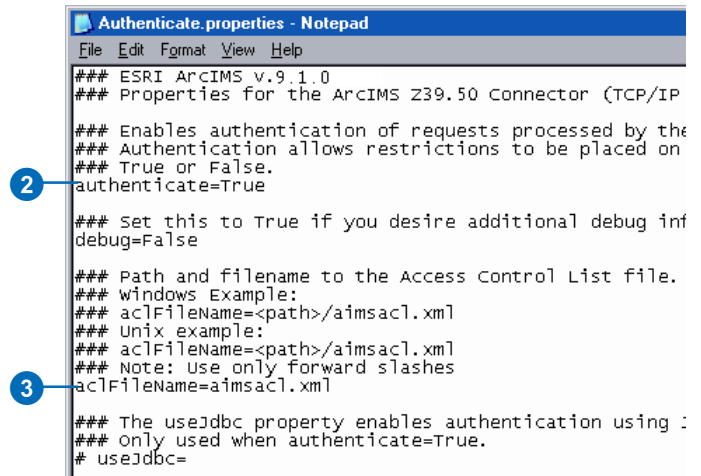 Authenticate.properties - Notepad
File Edit Format View Help
### ESRI ArcIMS v.9.1.0
### Properties for the ArcIMS Z39.50 Connector (TCP/IP
### Enables authentication of requests processed by the
### Authentication allows restrictions to be placed on
### True or False.
2 authenticate=True
### Set this to True if you desire additional debug inf
debug=False
### Path and filename to the Access Control List file.
### Windows Example:
### aclFileName=<path>/aimsacl.xml
### Unix example:
### aclFileName=<path>/aimsacl.xml
### Note: Use only forward slashes
3 aclFileName=aimsacl.xml
### The useJdbc property enables authentication using
### Only used when authenticate=True.
# useJdbc=